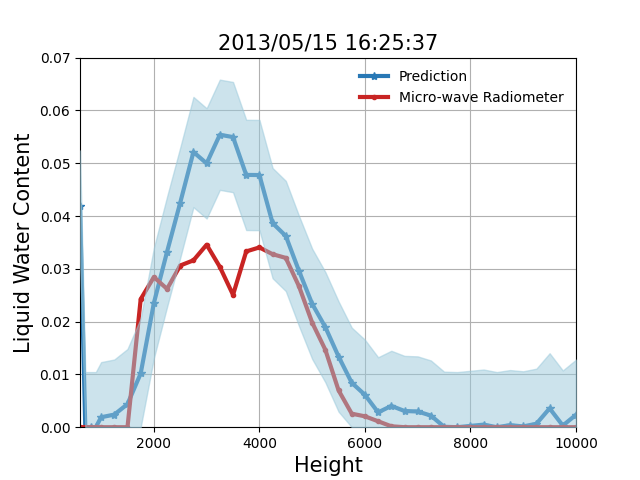 2013/05/15 16:25:37
0.07
0.06
0.05
0.04
0.03
0.02
0.01
0.00
Liquid Water Content
Prediction
Micro-wave Radiometer
2000 4000 6000 8000 10000
Height